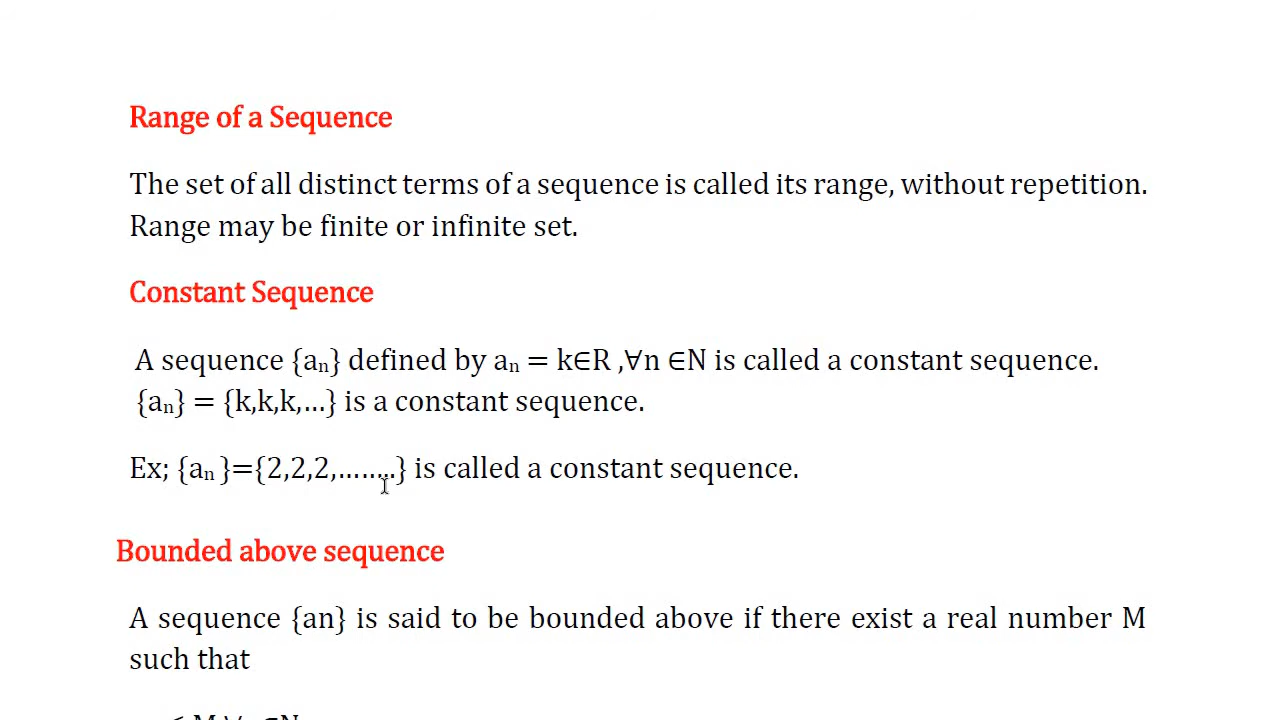 Range of a Sequence
The set of all distinct terms of a sequence is called its range, without repetition.
Range may be finite or infinite set.
Constant Sequence
A sequence {aₙ} defined by aₙ = k∈R ,∀n ∈N is called a constant sequence.
{aₙ} = {k,k,k,...} is a constant sequence.
Ex; {aₙ }={2,2,2,........} is called a constant sequence.
Bounded above sequence
A sequence {an} is said to be bounded above if there exist a real number M
such that